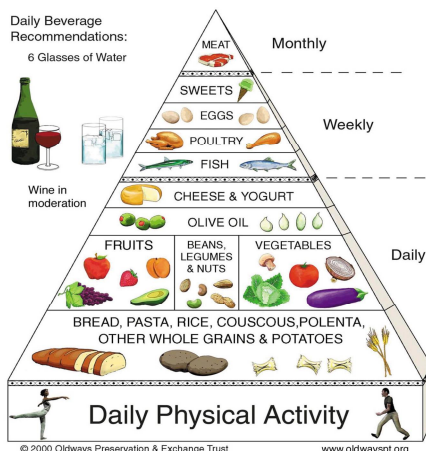 Daily Beverage
Recommendations:
6 Glasses of Water
Wine in
moderation
MEAT
Monthly
SWEETS
EGGS
POULTRY
FISH
Weekly
CHEESE & YOGURT
OLIVE OIL
FRUITS
BEANS,
LEGUMES
& NUTS
VEGETABLES
Daily
BREAD, PASTA, RICE, COUSCOUS,POLENTA,
OTHER WHOLE GRAINS & POTATOES
Daily Physical Activity
© 2000 Oldways Preservation & Exchange Trust
www.oldwayspt.org